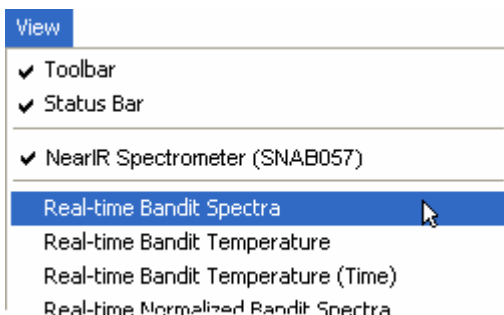 View
Toolbar
Status Bar
NearIR Spectrometer (SNAB057)
Real-time Bandit Spectra
Real-time Bandit Temperature
Real-time Bandit Temperature (Time)
Real-time Normalized Bandit Spectra